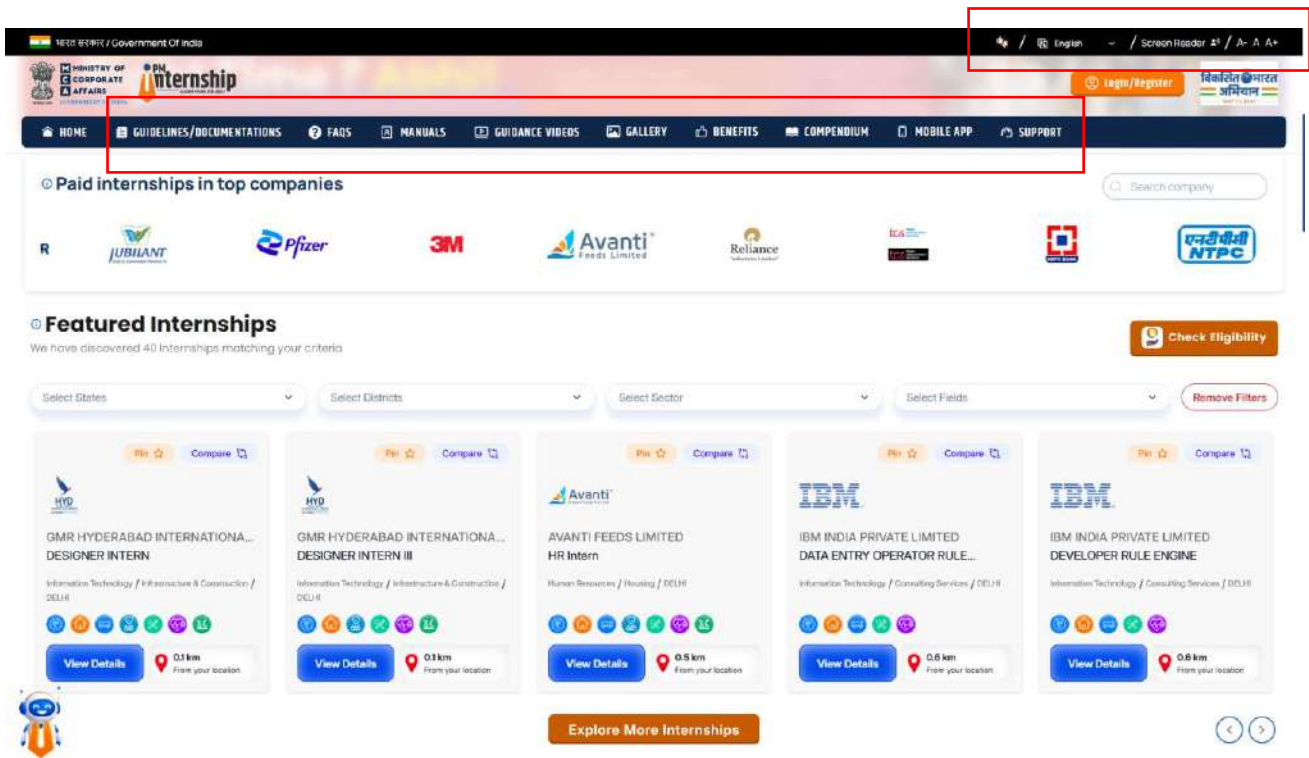 भारत सरकार / Government Of India
English / Screen Reader / A- A A+
MINISTRY OF CORPORATE AFFAIRS
GOVERNMENT OF INDIA
PM Internship
Login/Register
विकसित भारत अभियान
HOME GUIDELINES/DOCUMENTATIONS FAQS MANUALS GUIDANCE VIDEOS GALLERY BENEFITS COMPENDIUM MOBILE APP SUPPORT
Paid internships in top companies
Search company
R JUBILANT Pfizer 3M Avanti Feeds Limited Reliance Industries Limited tcs HDFC BANK एनटीपीसी NTPC
Featured Internships
We have discovered 40 internships matching your criteria
Check Eligibility
Select States Select Districts Select Sector Select Fields Remove Filters
Pin Compare Pin Compare Pin Compare Pin Compare Pin Compare
HYD HYD Avanti IBM IBM
GMR HYDERABAD INTERNATIONA... GMR HYDERABAD INTERNATIONA... AVANTI FEEDS LIMITED IBM INDIA PRIVATE LIMITED IBM INDIA PRIVATE LIMITED
DESIGNER INTERN DESIGNER INTERN III HR Intern DATA ENTRY OPERATOR RULE... DEVELOPER RULE ENGINE
Information Technology / Infrastructure & Construction / Information Technology / Infrastructure & Construction / Human Resources / Housing / DELHI Information Technology / Consulting Services / DELHI Information Technology / Consulting Services / DELHI
DELHI DELHI
View Details 0.1 km From your location View Details 0.1 km From your location View Details 0.5 km From your location View Details 0.6 km From your location View Details 0.6 km From your location
Explore More Internships